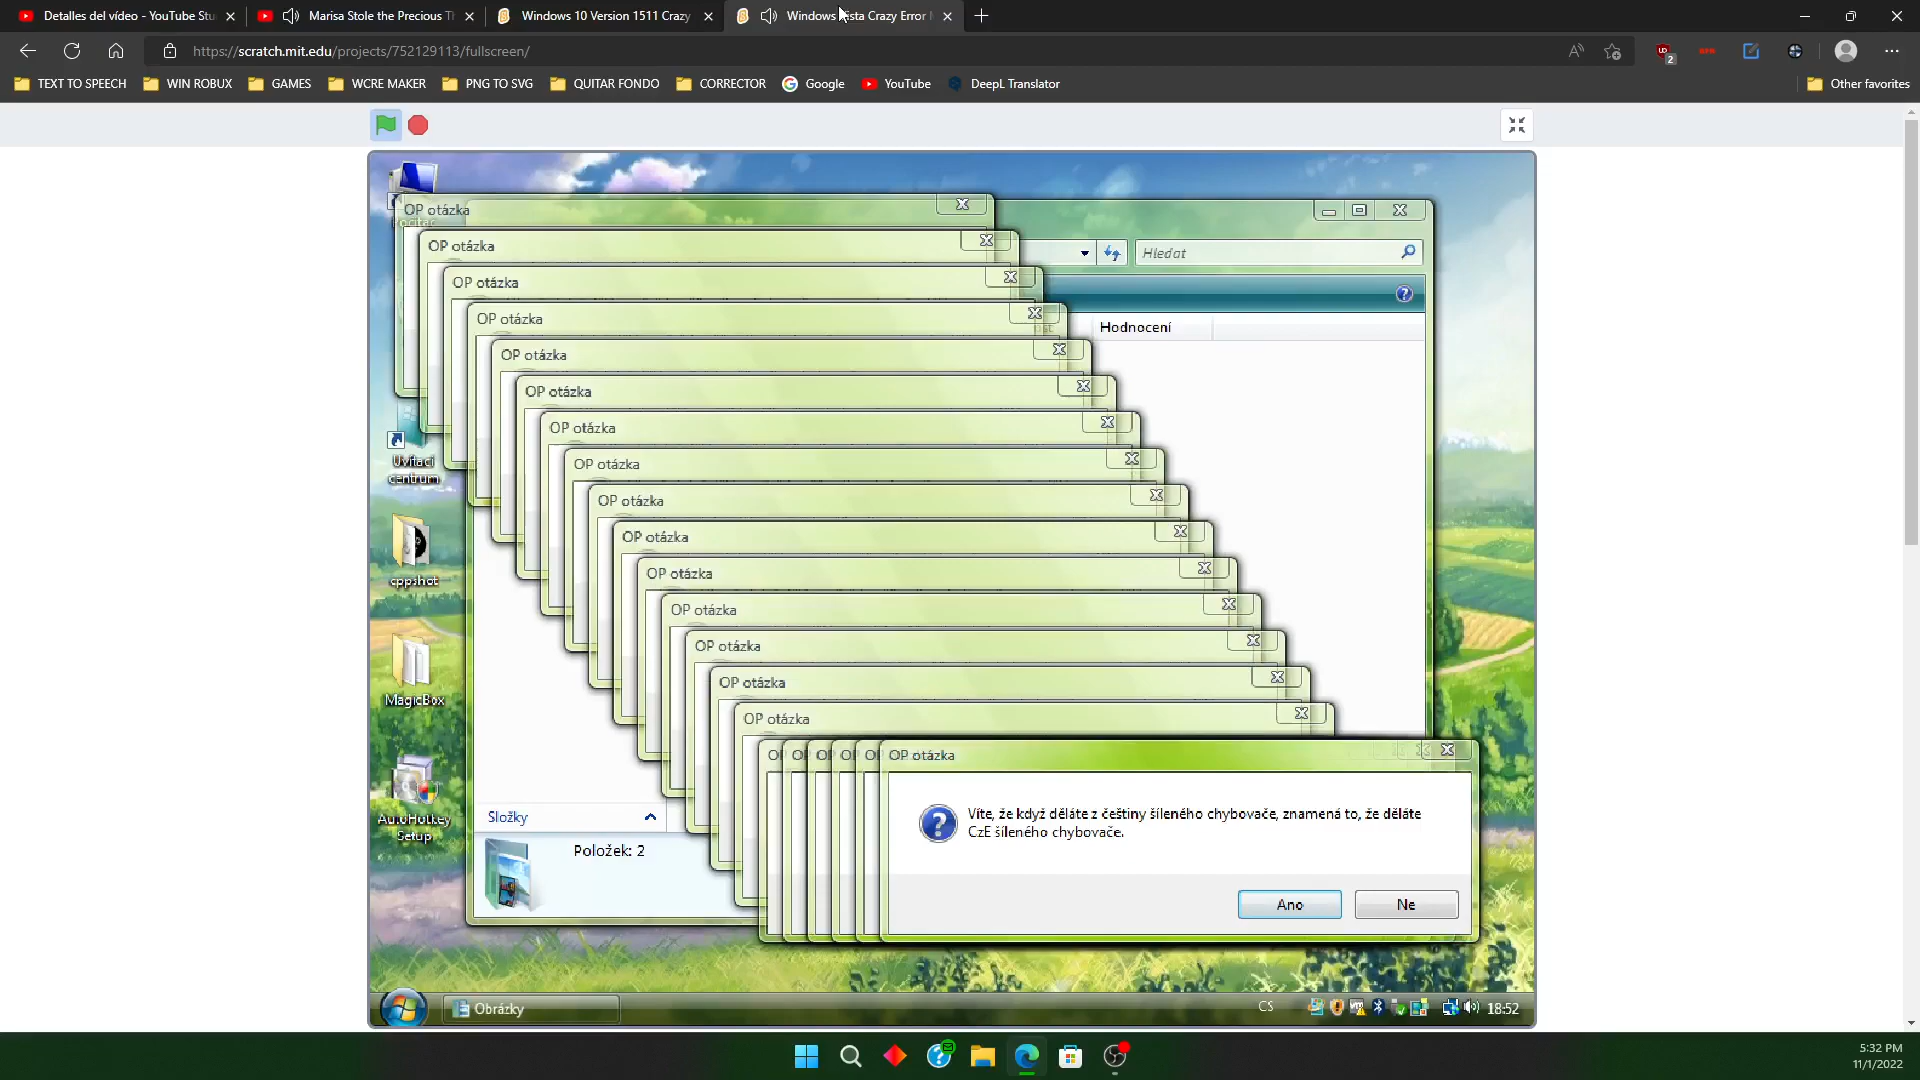 Detalles del vídeo - YouTube Stu
Marisa Stole the Precious T
Windows 10 Version 1511 Crazy
Windows Vista Crazy Error
https://scratch.mit.edu/projects/752129113/fullscreen/
2
TEXT TO SPEECH
WIN ROBUX
GAMES
WCRE MAKER
PNG TO SVG
QUITAR FONDO
CORRECTOR
Google
YouTube
DeepL Translator
Other favorites
OP otázka
OP otázka
Hledat
OP otázka
OP otázka
Hodnocení
OP otázka
OP otázka
OP otázka
OP otázka
Uvítací
centrum
OP otázka
OP otázka
OP otázka
cppshot
OP otázka
OP otázka
OP otázka
MagicBox
OP otázka
OP otázka
AutoHotkey
Setup
Složky
Položek: 2
Víte, že když děláte z češtiny šíleného chybovače, znamená to, že děláte
CzE šíleného chybovače.
Ano
Ne
Obrázky
CS
18:52
5:32 PM
11/1/2022